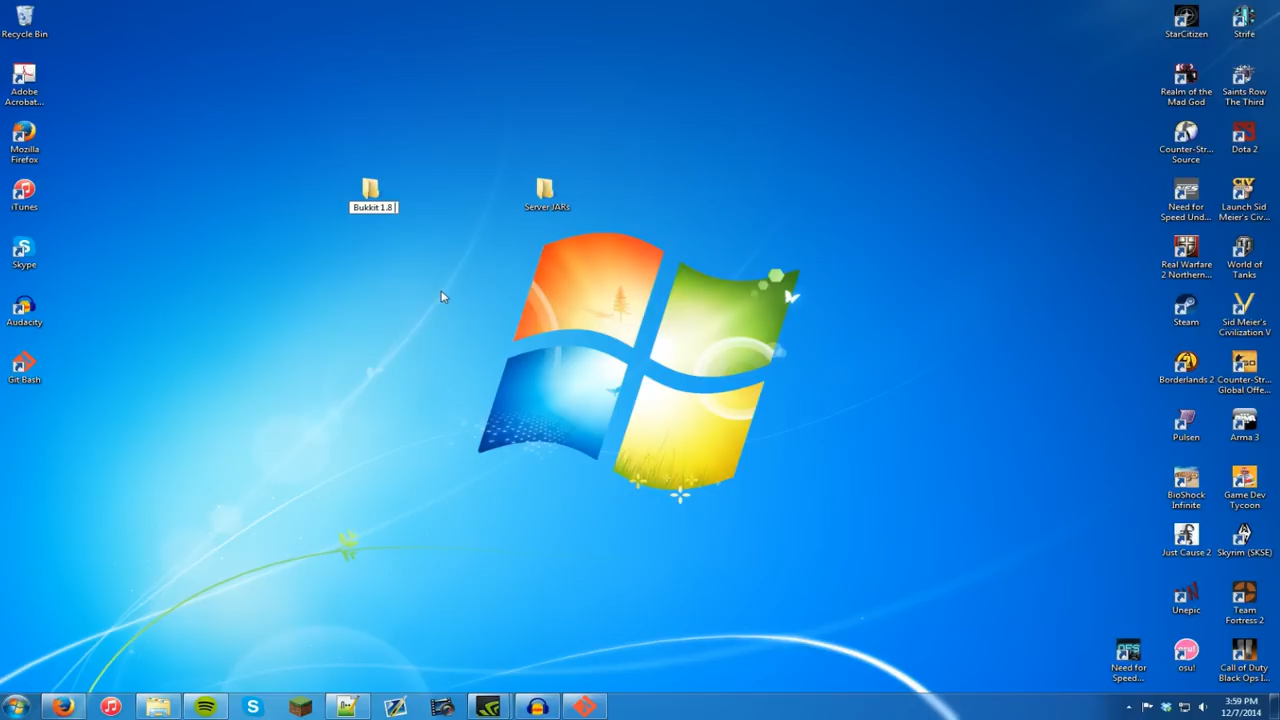 Recycle Bin
Adobe
Acrobat...
Mozilla
Firefox
iTunes
Skype
Audacity
Git Bash
Bukkit 1.8
Server JARs
StarCitizen
Strife
Realm of the
Mad God
Saints Row
The Third
Counter-Str...
Source
Dota 2
Need for
Speed Und...
Launch Sid
Meier's Civ...
Real Warfare
2 Northern...
World of
Tanks
Steam
Sid Meier's
Civilization V
Borderlands 2
Counter-Str...
Global Offe...
Pulsen
Arma 3
BioShock
Infinite
Game Dev
Tycoon
Just Cause 2
Skyrim (SKSE)
Unepic
Team
Fortress 2
Need for
Speed...
osu!
Call of Duty
Black Ops I...
3:59 PM
12/7/2014